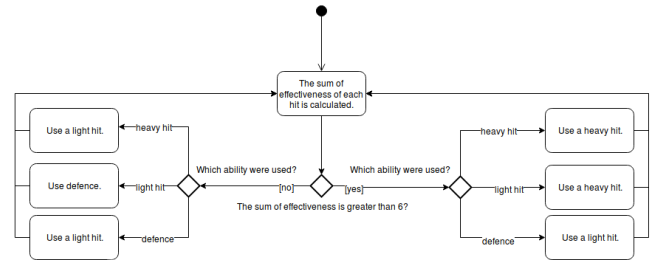 The sum of
effectiveness of each
hit is calculated.
Use a light hit.
heavy hit
heavy hit
Use a heavy hit.
Which ability were used?
Which ability were used?
Use defence.
light hit
[no]
[yes]
light hit
Use a heavy hit.
The sum of effectiveness is greater than 6?
Use a light hit.
defence
defence
Use a light hit.